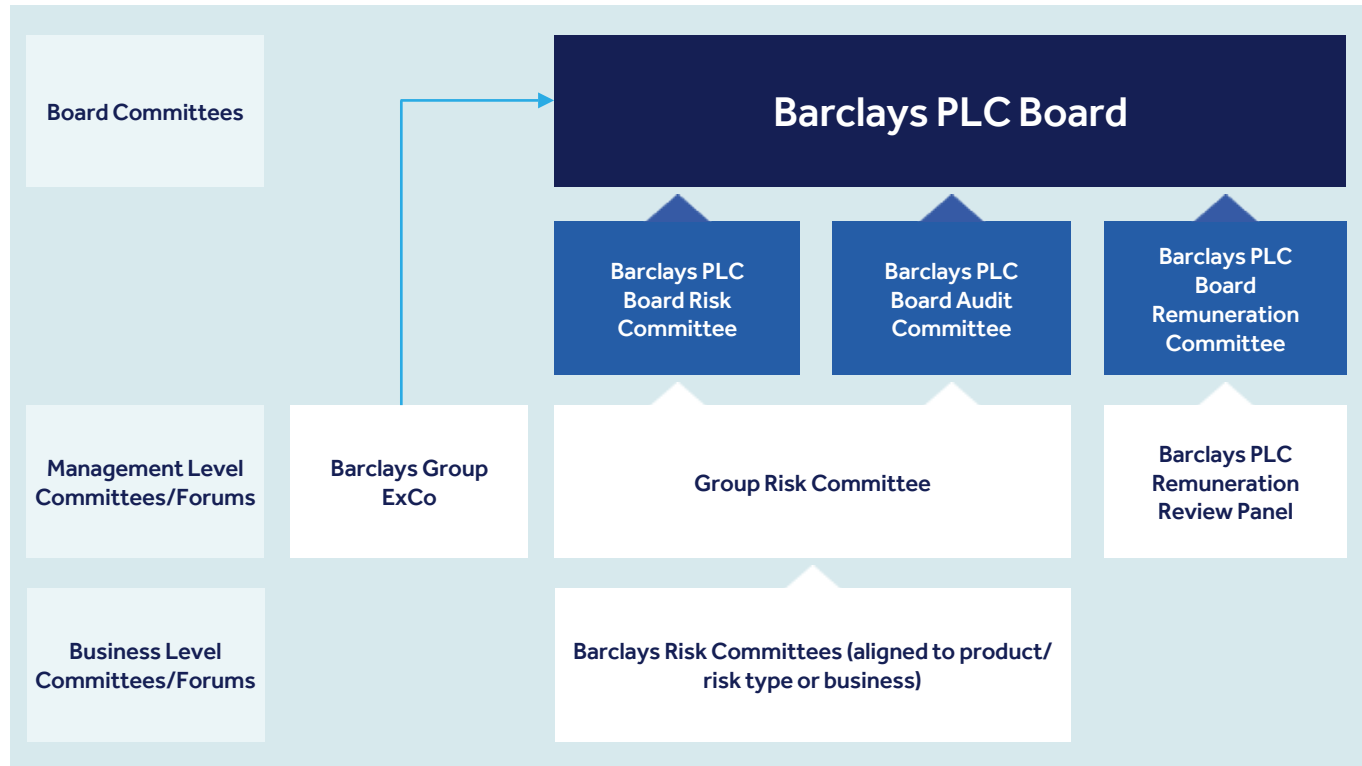 Board Committees
Barclays PLC Board
Barclays PLC
Board Risk
Committee
Barclays PLC
Board Audit
Committee
Barclays PLC
Board
Remuneration
Committee
Management Level
Committees/Forums
Barclays Group
ExCo
Group Risk Committee
Barclays PLC
Remuneration
Review Panel
Business Level
Committees/Forums
Barclays Risk Committees (aligned to product/
risk type or business)